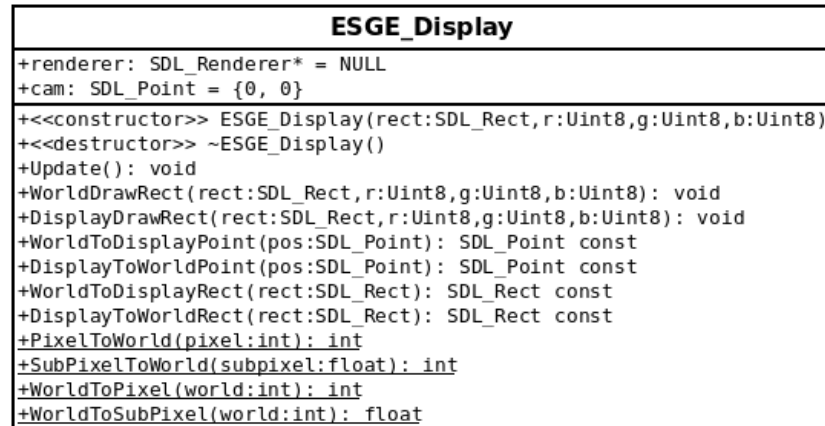 ESGE_Display
+renderer: SDL_Renderer* = NULL
+cam: SDL_Point = {0, 0}
+<<constructor>> ESGE_Display(rect:SDL_Rect,r:Uint8,g:Uint8,b:Uint8)
+<<destructor>> ~ESGE_Display()
+Update(): void
+WorldDrawRect(rect:SDL_Rect,r:Uint8,g:Uint8,b:Uint8): void
+DisplayDrawRect(rect:SDL_Rect,r:Uint8,g:Uint8,b:Uint8): void
+WorldToDisplayPoint(pos:SDL_Point): SDL_Point const
+DisplayToWorldPoint(pos:SDL_Point): SDL_Point const
+WorldToDisplayRect(rect:SDL_Rect): SDL_Rect const
+DisplayToWorldRect(rect:SDL_Rect): SDL_Rect const
+PixelToWorld(pixel:int): int
+SubPixelToWorld(subpixel:float): int
+WorldToPixel(world:int): int
+WorldToSubPixel(world:int): float